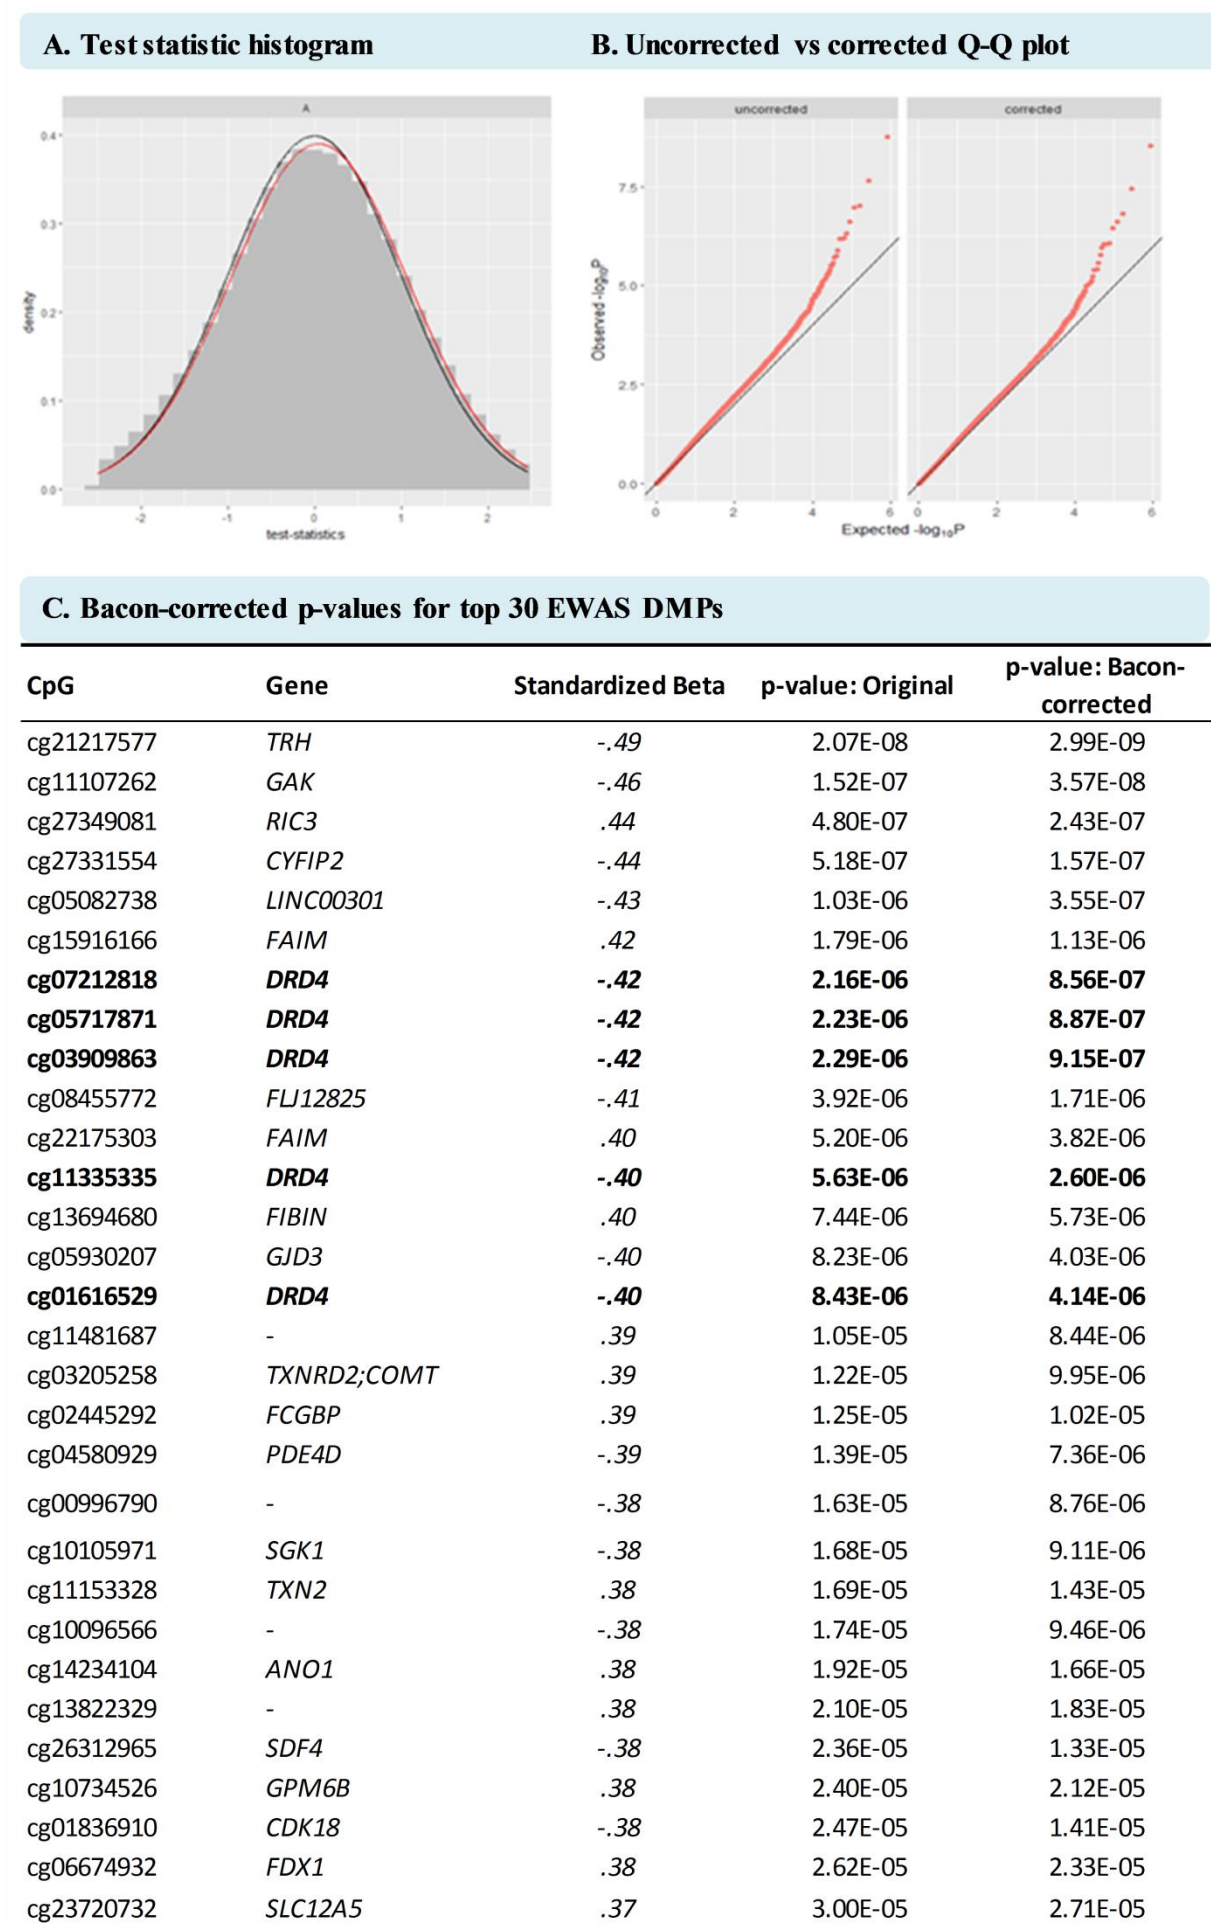 A. Test statistic histogram
B. Uncorrected vs corrected Q-Q plot
A
0.4
0.3
0.2
0.1
0.0
density
-2 -1 0 1 2
test-statistics
uncorrected corrected
7.5
5.0
2.5
0.0
Observed -log10P
0 2 4 6 0 2 4 6
Expected -log10P
C. Bacon-corrected p-values for top 30 EWAS DMPs
CpG Gene Standardized Beta p-value: Original p-value: Bacon-
corrected
cg21217577 TRH -.49 2.07E-08 2.99E-09
cg11107262 GAK -.46 1.52E-07 3.57E-08
cg27349081 RIC3 .44 4.80E-07 2.43E-07
cg27331554 CYFIP2 -.44 5.18E-07 1.57E-07
cg05082738 LINC00301 -.43 1.03E-06 3.55E-07
cg15916166 FAIM .42 1.79E-06 1.13E-06
cg07212818 DRD4 -.42 2.16E-06 8.56E-07
cg05717871 DRD4 -.42 2.23E-06 8.87E-07
cg03909863 DRD4 -.42 2.29E-06 9.15E-07
cg08455772 FLJ12825 -.41 3.92E-06 1.71E-06
cg22175303 FAIM .40 5.20E-06 3.82E-06
cg11335335 DRD4 -.40 5.63E-06 2.60E-06
cg13694680 FIBIN .40 7.44E-06 5.73E-06
cg05930207 GJD3 -.40 8.23E-06 4.03E-06
cg01616529 DRD4 -.40 8.43E-06 4.14E-06
cg11481687 - .39 1.05E-05 8.44E-06
cg03205258 TXNRD2;COMT .39 1.22E-05 9.95E-06
cg02445292 FCGBP .39 1.25E-05 1.02E-05
cg04580929 PDE4D -.39 1.39E-05 7.36E-06
cg00996790 - -.38 1.63E-05 8.76E-06
cg10105971 SGK1 -.38 1.68E-05 9.11E-06
cg11153328 TXN2 .38 1.69E-05 1.43E-05
cg10096566 - -.38 1.74E-05 9.46E-06
cg14234104 ANO1 .38 1.92E-05 1.66E-05
cg13822329 - .38 2.10E-05 1.83E-05
cg26312965 SDF4 -.38 2.36E-05 1.33E-05
cg10734526 GPM6B .38 2.40E-05 2.12E-05
cg01836910 CDK18 -.38 2.47E-05 1.41E-05
cg06674932 FDX1 .38 2.62E-05 2.33E-05
cg23720732 SLC12A5 .37 3.00E-05 2.71E-05